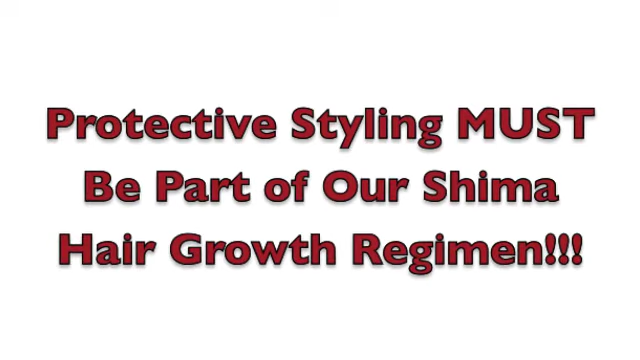 Protective Styling MUST
Be Part of Our Shima
Hair Growth Regimen!!!